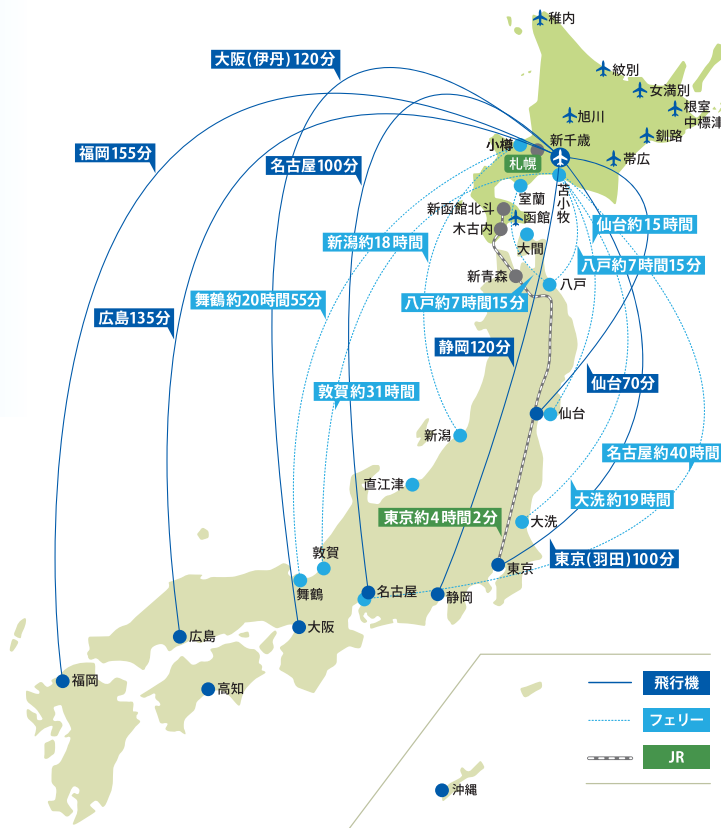 稚内
紋別
女満別
根室
中標津
旭川
釧路
帯広
新千歳
小樽
札幌
苫小牧
室蘭
新函館北斗
函館
木古内
大間
新青森
八戸
大阪(伊丹)120分
福岡155分
名古屋100分
新潟約18時間
仙台約15時間
八戸約7時間15分
舞鶴約20時間55分
八戸約7時間15分
広島135分
静岡120分
仙台70分
敦賀約31時間
仙台
新潟
名古屋約40時間
直江津
大洗約19時間
東京約4時間2分
大洗
東京(羽田)100分
敦賀
東京
舞鶴
名古屋
静岡
大阪
広島
福岡
高知
沖縄
飛行機
フェリー
JR